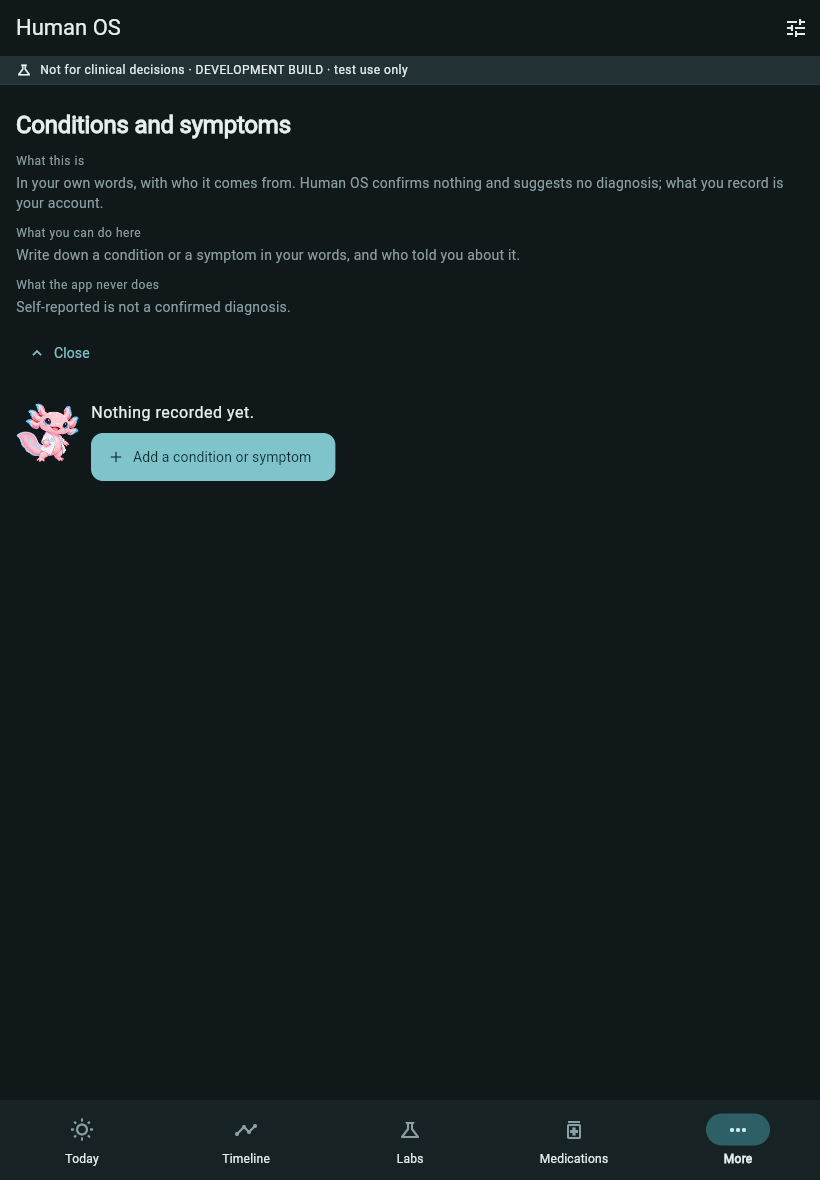 Human OS
Not for clinical decisions · DEVELOPMENT BUILD · test use only
Conditions and symptoms
What this is
In your own words, with who it comes from. Human OS confirms nothing and suggests no diagnosis; what you record is
your account.
What you can do here
Write down a condition or a symptom in your words, and who told you about it.
What the app never does
Self-reported is not a confirmed diagnosis.
Close
Nothing recorded yet.
Add a condition or symptom
Today
Timeline
Labs
Medications
More